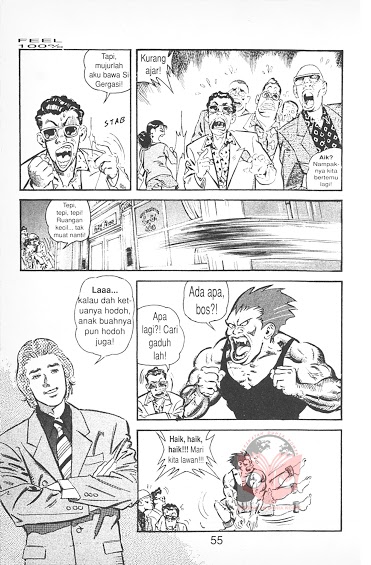 FEEL
100%
Tapi,
mujurlah
aku bawa Si
Gergasi!
STAB
Kurang
ajar!
Aik?
Nampak-
nya kita
bertemu
lagi!
Tepi,
tepi, tepi!
Ruangan
kecil... tak
muat nanti!
Laaa...
kalau dah ket-
uanya hodoh,
anak buahnya
pun hodoh
juga!
Ada apa,
bos?!
Apa
lagi?! Cari
gaduh
lah!
Haik, haik,
haik!!! Mari
kita lawan!!!
55